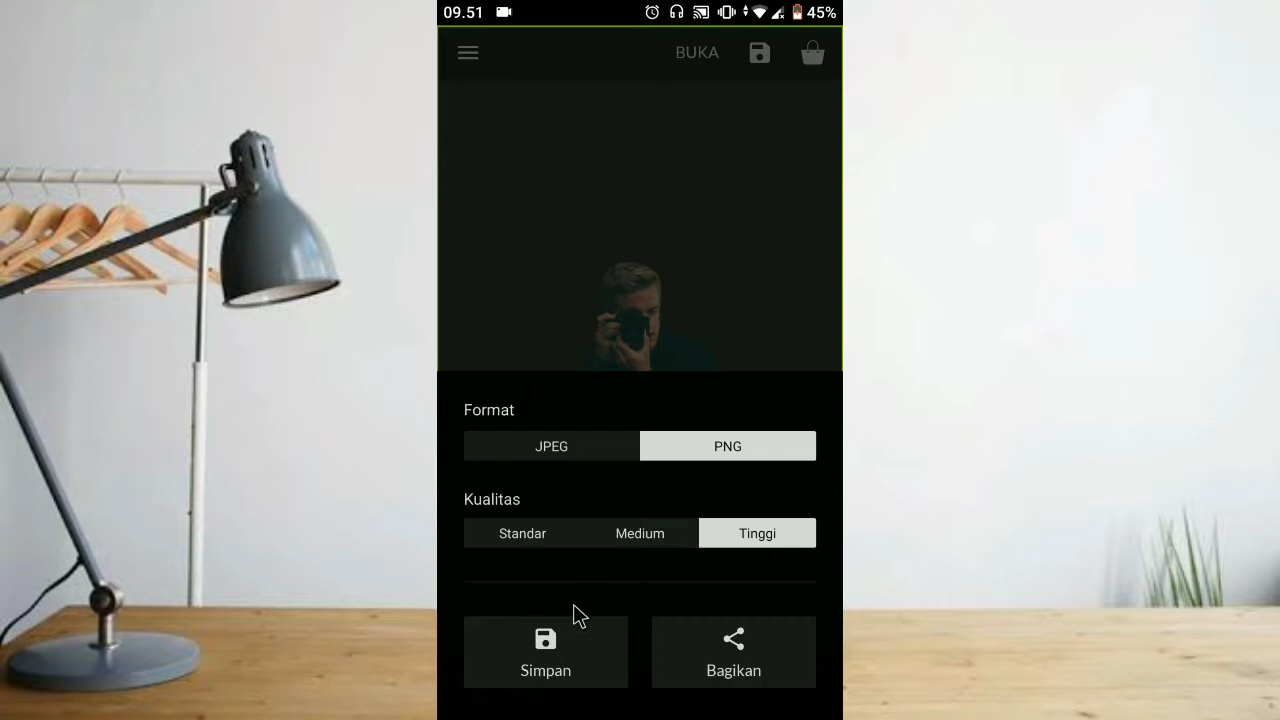 09.51
45%
BUKA
Format
JPEG PNG
Kualitas
Standar Medium Tinggi
Simpan Bagikan